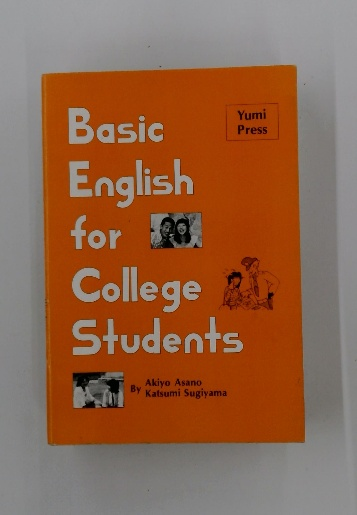 Basic
English
for
College
Students
Yumi
Press
By Akiyo Asano
Katsumi Sugiyama